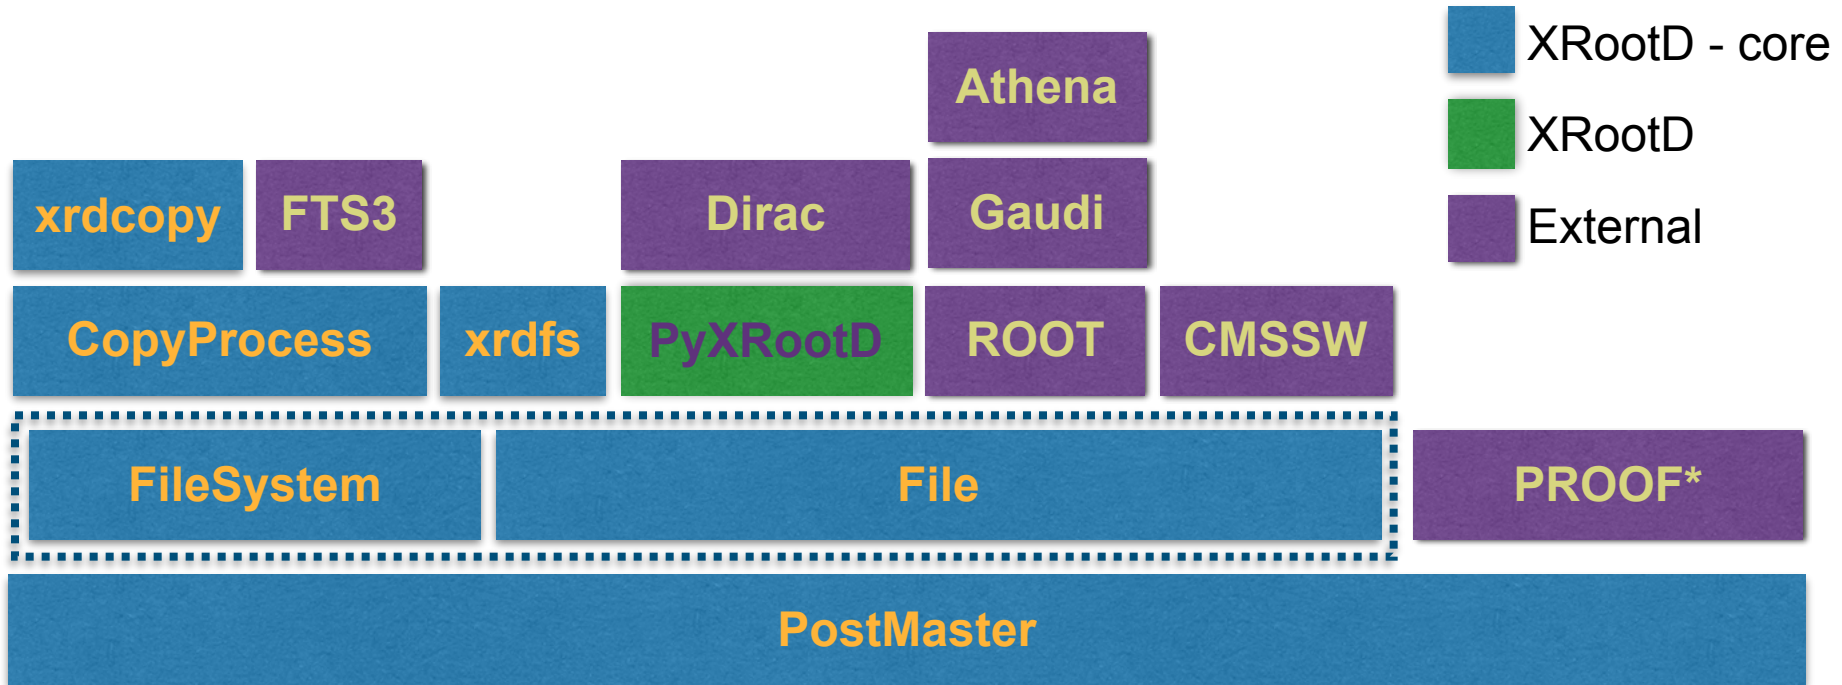 XRootD - core
Athena
XRootD
xrdcopy
FTS3
Dirac
Gaudi
External
CopyProcess
xrdfs
PyXRootD
ROOT
CMSSW
FileSystem
File
PROOF*
PostMaster